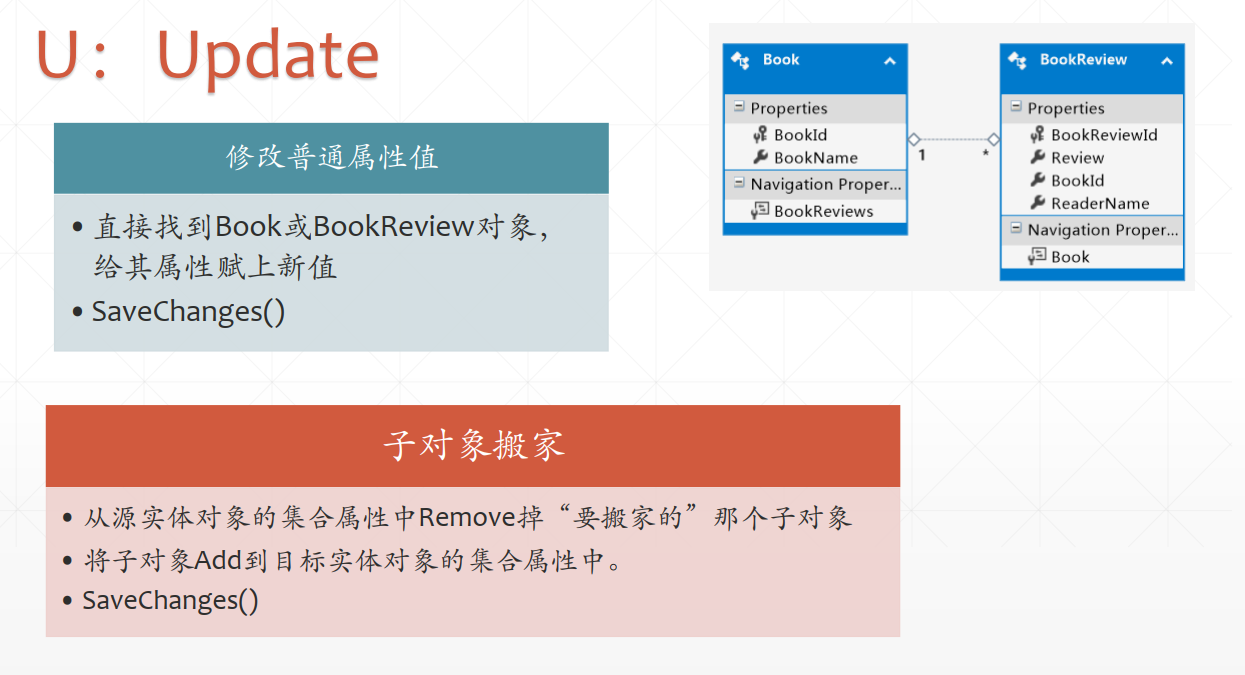 U： Update
修改普通属性值
• 直接找到Book或BookReview对象，
给其属性赋上新值
• SaveChanges()
Book
Properties
BookId
BookName
Navigation Proper...
BookReviews
1
*
BookReview
Properties
BookReviewId
Review
BookId
ReaderName
Navigation Proper...
Book
子对象搬家
• 从源实体对象的集合属性中Remove掉“要搬家的”那个子对象
• 将子对象Add到目标实体对象的集合属性中。
• SaveChanges()